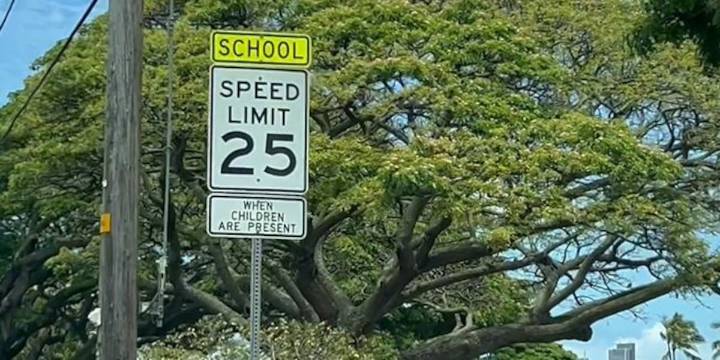 SCHOOL
SPEED
LIMIT
25
WHEN
CHILDREN
ARE PRESENT